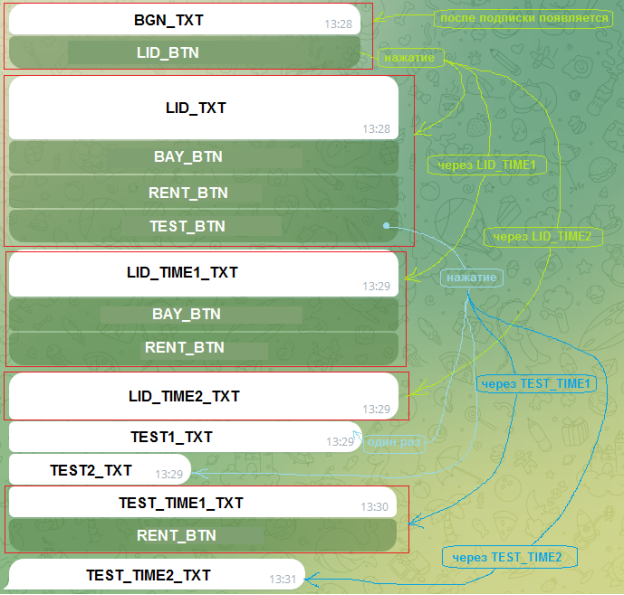 BGN_TXT
13:28
после подписки появляется
LID_BTN
нажатие
LID_TXT
13:28
BAY_BTN
через LID_TIME1
RENT_BTN
TEST_BTN
через LID_TIME2
LID_TIME1_TXT
13:29
нажатие
BAY_BTN
RENT_BTN
LID_TIME2_TXT
13:29
через TEST_TIME1
TEST1_TXT
13:29
один раз
TEST2_TXT
13:29
TEST_TIME1_TXT
13:30
RENT_BTN
через TEST_TIME2
TEST_TIME2_TXT
13:31